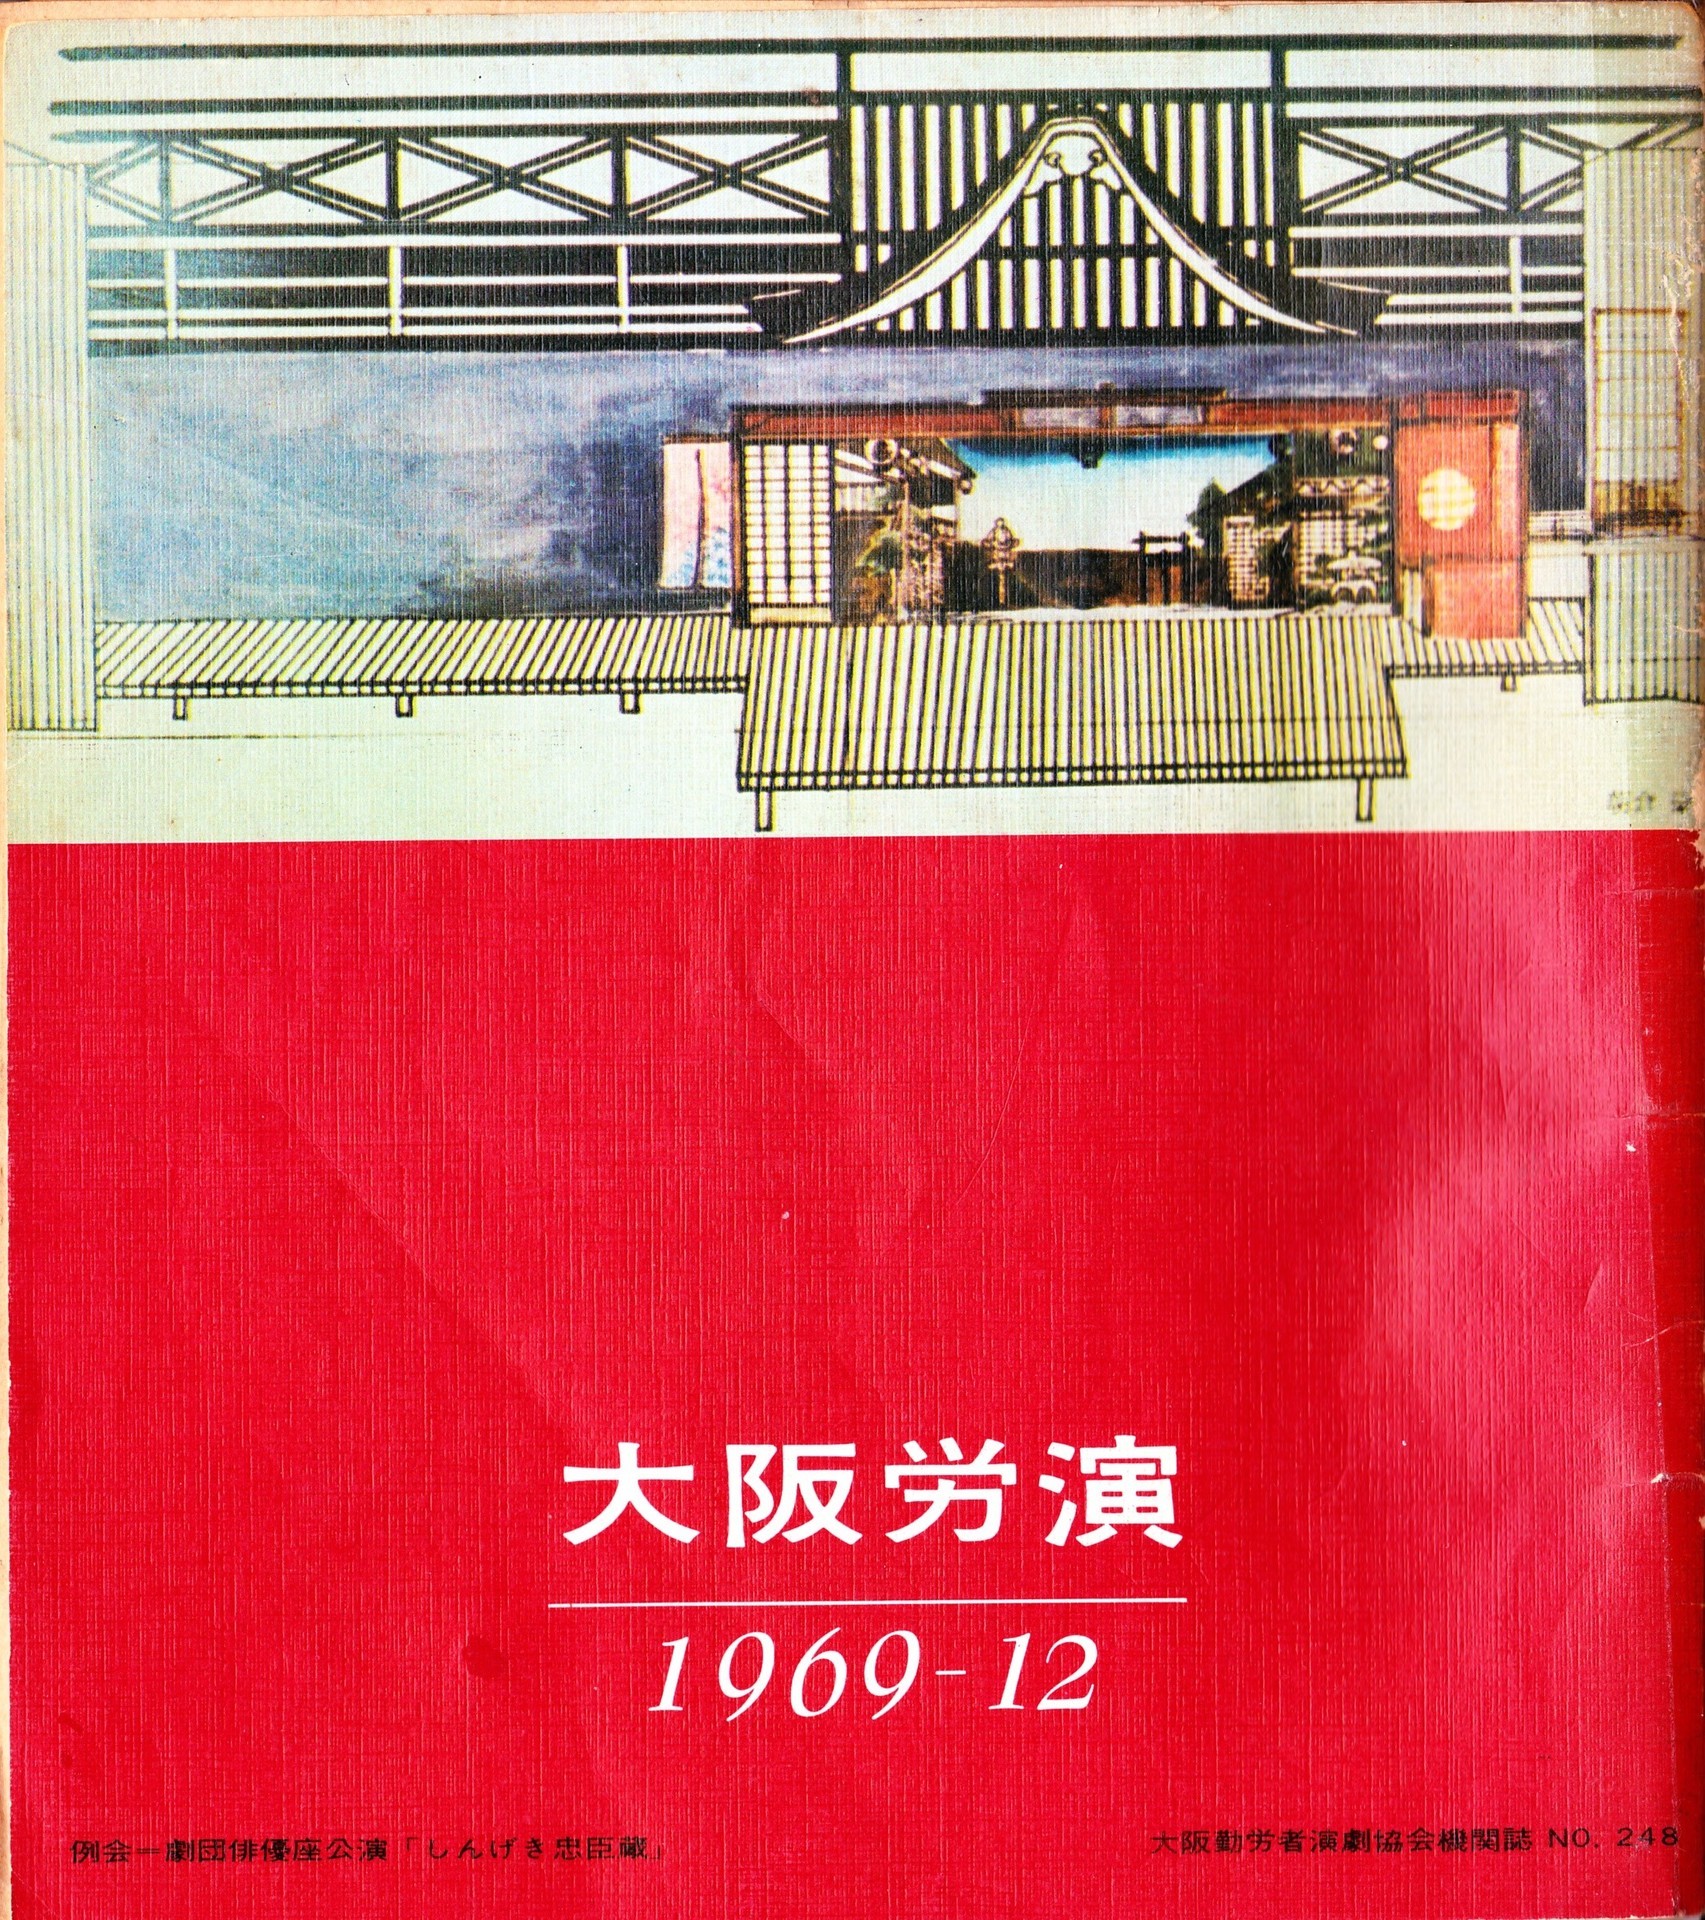 大阪労演
1969-12
例会=劇団俳優座公演「しんげき忠臣蔵」
大阪勤労者演劇協会機関誌 NO. 248